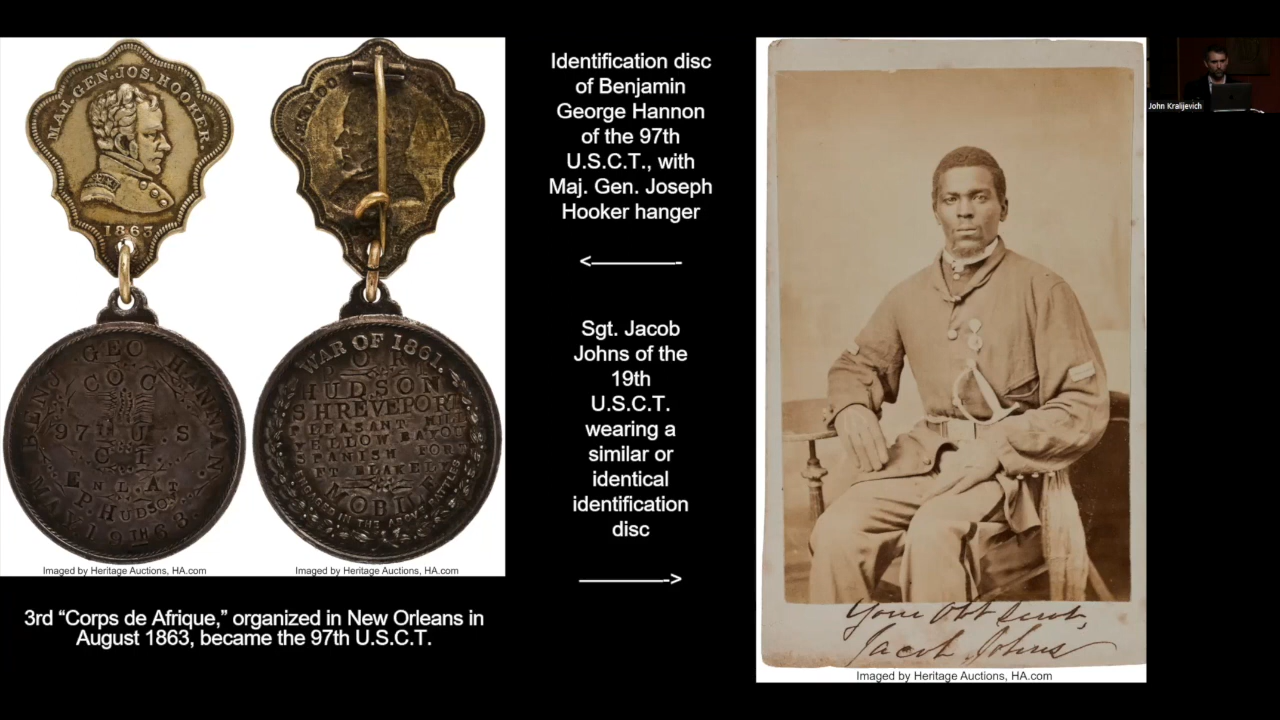 MAJ. GEN. JOS. HOOKER.
1863
BENJ GEO HANNAN
CO C
97TH U.S
C I
ENL AT
P. HUDSON
MAY 19TH 63
WAR OF 1861.
HUDSON
SHREVEPORT
PLEASANT HILL
YELLOW BAYOU
SPANISH FORT
FT BLAKELY
MOBILE
ENGAGED IN THE ABOVE BATTLES
Imaged by Heritage Auctions, HA.com
Imaged by Heritage Auctions, HA.com
3rd “Corps de Afrique,” organized in New Orleans in
August 1863, became the 97th U.S.C.T.
Identification disc
of Benjamin
George Hannon
of the 97th
U.S.C.T., with
Maj. Gen. Joseph
Hooker hanger
<————-
Sgt. Jacob
Johns of the
19th
U.S.C.T.
wearing a
similar or
identical
identification
disc
————->
Your Obt Servt,
Jacob Johns
Imaged by Heritage Auctions, HA.com
John Kralijevich